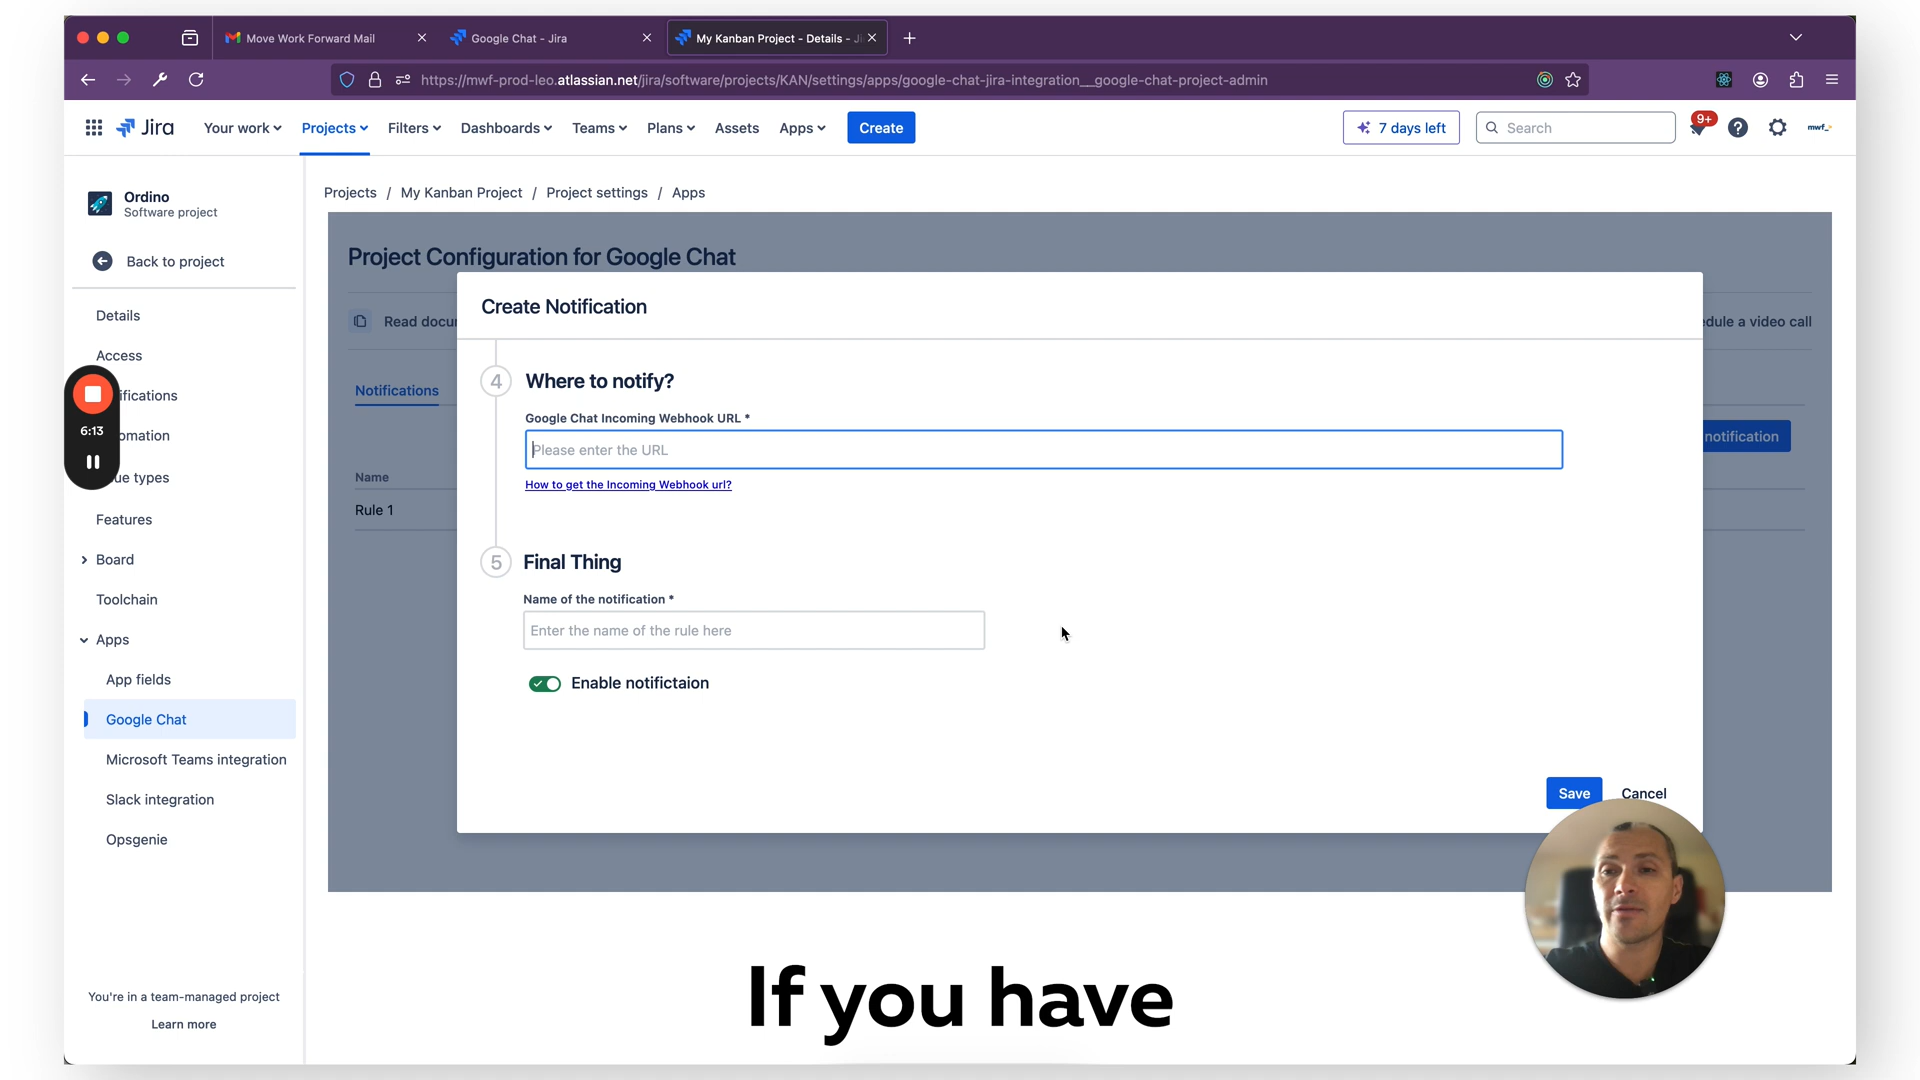 Move Work Forward Mail
Google Chat - Jira
My Kanban Project - Details - Ji
https://mwf-prod-leo.atlassian.net/jira/software/projects/KAN/settings/apps/google-chat-jira-integration__google-chat-project-admin
Jira
Your work
Projects
Filters
Dashboards
Teams
Plans
Assets
Apps
Create
7 days left
Search
9+
mwf_
Ordino
Software project
Back to project
Details
Access
ifications
omation
ue types
Features
Board
Toolchain
Apps
App fields
Google Chat
Microsoft Teams integration
Slack integration
Opsgenie
You're in a team-managed project
Learn more
6:13
Projects / My Kanban Project / Project settings / Apps
Project Configuration for Google Chat
Read docu
edule a video call
Notifications
notification
Name
Rule 1
Create Notification
4 Where to notify?
Google Chat Incoming Webhook URL *
Please enter the URL
How to get the Incoming Webhook url?
5 Final Thing
Name of the notification *
Enter the name of the rule here
Enable notifictaion
Save
Cancel
If you have